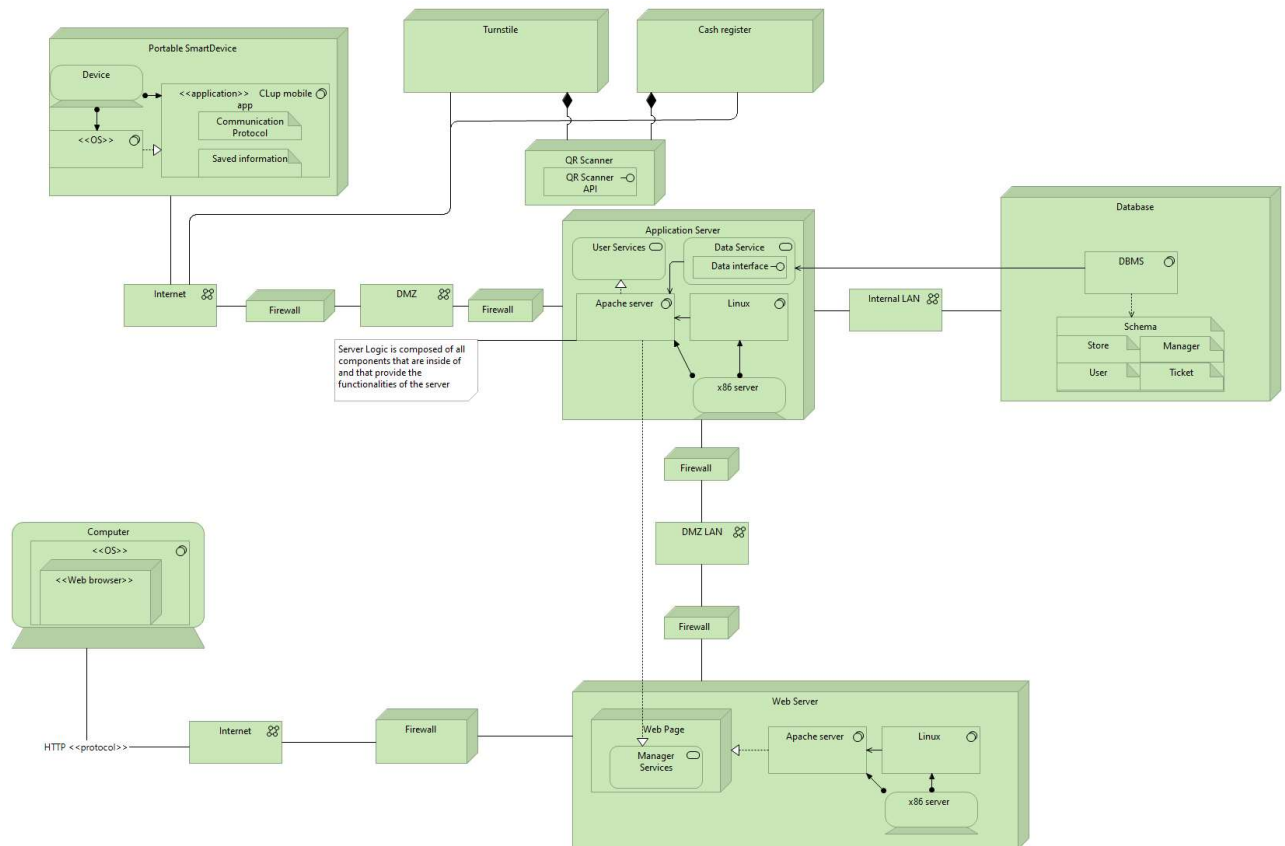 Portable SmartDevice
Device
<<application>> CLup mobile
app
Communication
Protocol
<<OS>>
Saved information
Turnstile
Cash register
QR Scanner
QR Scanner
API
Application Server
User Services
Data Service
Data interface
Apache server
Linux
x86 server
Internet
Firewall
DMZ
Firewall
Server Logic is composed of all
components that are inside of
and that provide the
functionalities of the server
Internal LAN
Database
DBMS
Schema
Store
Manager
User
Ticket
Firewall
DMZ LAN
Firewall
Computer
<<OS>>
<<Web browser>>
HTTP <<protocol>>
Internet
Firewall
Web Server
Web Page
Manager
Services
Apache server
Linux
x86 server